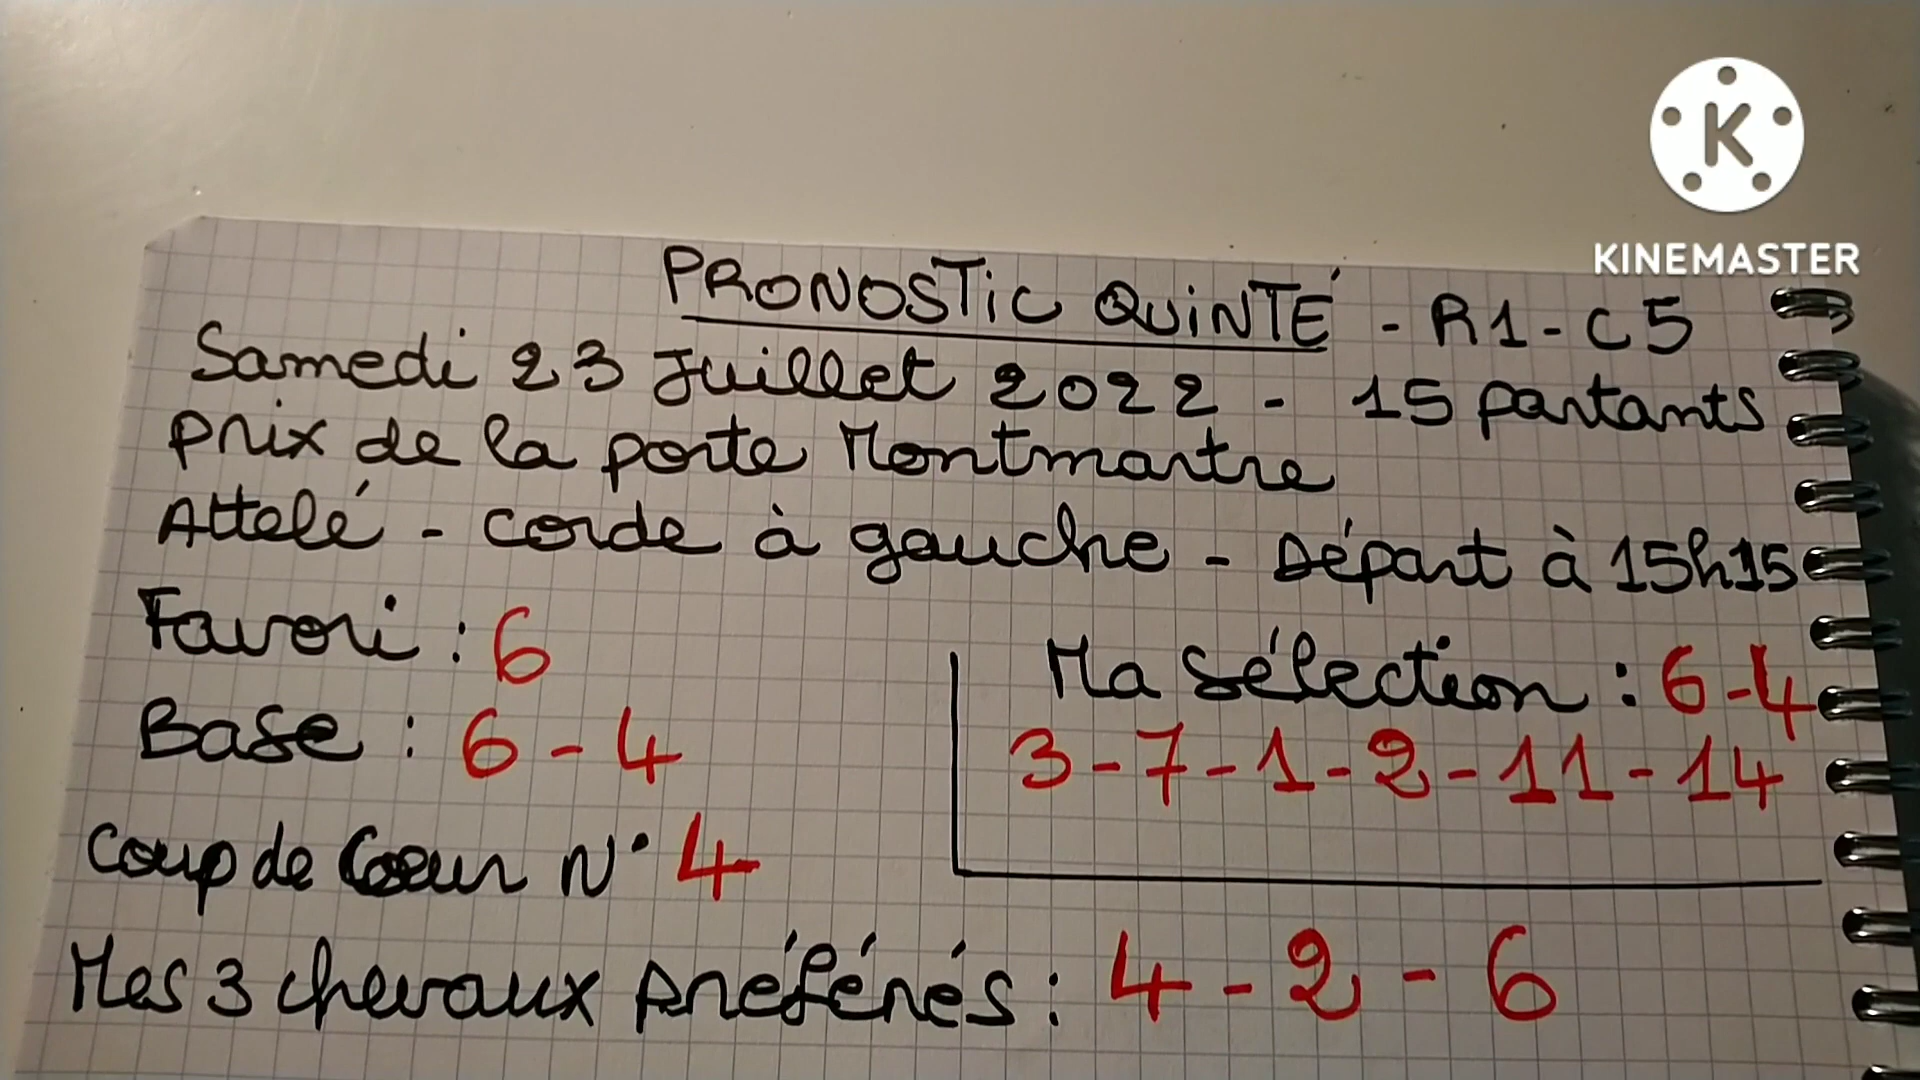 K
KINEMASTER
PRONOSTIC QUINTÉ - R1 - C5
Samedi 23 Juillet 2022 - 15 partants
Prix de la porte Montmartre
Attelé - corde à gauche - Départ à 15h15
Favori : 6
Base : 6 - 4
Coup de Coeur N° 4
Ma sélection : 6 - 4
3 - 7 - 1 - 2 - 11 - 14
Mes 3 chevaux préférés : 4 - 2 - 6